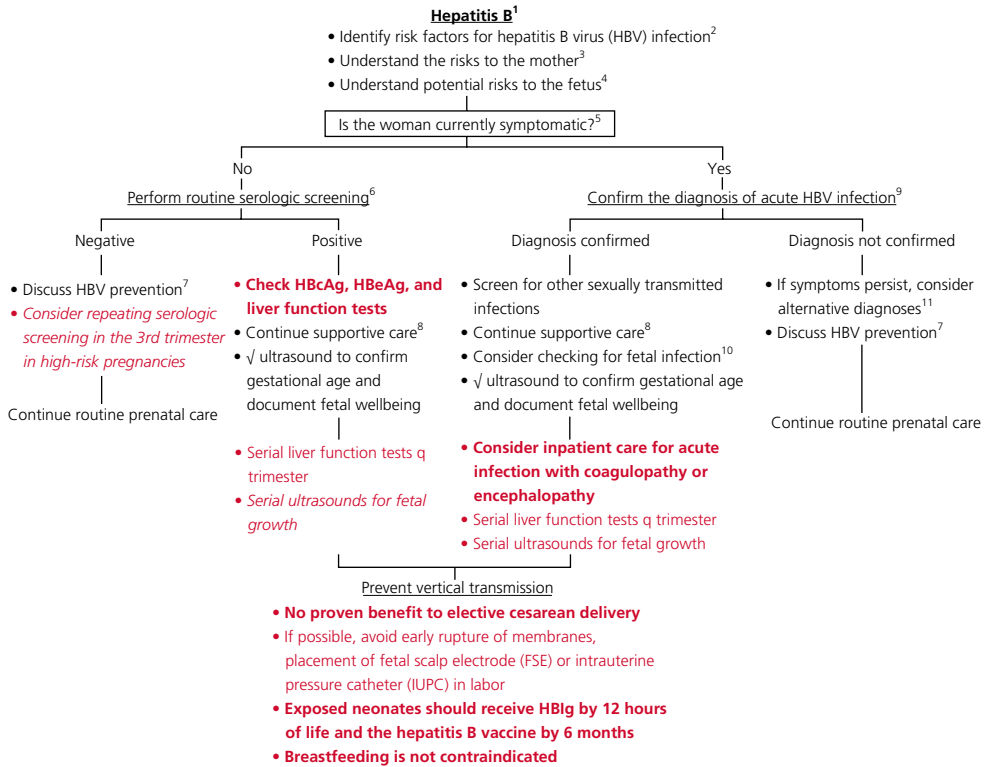 Hepatitis B¹
• Identify risk factors for hepatitis B virus (HBV) infection²
• Understand the risks to the mother³
• Understand potential risks to the fetus⁴
Is the woman currently symptomatic?⁵
No
Yes
Perform routine serologic screening⁶
Confirm the diagnosis of acute HBV infection⁹
Negative
Positive
Diagnosis confirmed
Diagnosis not confirmed
• Discuss HBV prevention⁷
• Consider repeating serologic
screening in the 3rd trimester
in high-risk pregnancies
Continue routine prenatal care
• Check HBcAg, HBeAg, and
liver function tests
• Continue supportive care⁸
• √ ultrasound to confirm
gestational age and
document fetal wellbeing
• Serial liver function tests q
trimester
• Serial ultrasounds for fetal
growth
• Screen for other sexually transmitted
infections
• Continue supportive care⁸
• Consider checking for fetal infection¹⁰
• √ ultrasound to confirm gestational age
and document fetal wellbeing
• Consider inpatient care for acute
infection with coagulopathy or
encephalopathy
• Serial liver function tests q trimester
• Serial ultrasounds for fetal growth
• If symptoms persist, consider
alternative diagnoses¹¹
• Discuss HBV prevention⁷
Continue routine prenatal care
Prevent vertical transmission
• No proven benefit to elective cesarean delivery
• If possible, avoid early rupture of membranes,
placement of fetal scalp electrode (FSE) or intrauterine
pressure catheter (IUPC) in labor
• Exposed neonates should receive HBIg by 12 hours
of life and the hepatitis B vaccine by 6 months
• Breastfeeding is not contraindicated